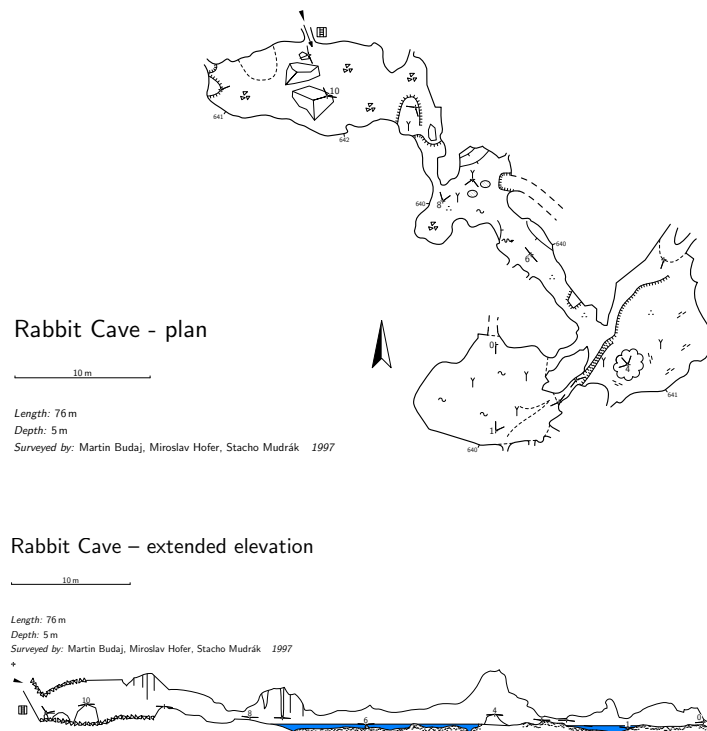 10
641
642
640
8
640
6
Rabbit Cave - plan
0
10 m
4
641
Length: 76 m
Depth: 5 m
Surveyed by: Martin Budaj, Miroslav Hofer, Stacho Mudrák 1997
1
640
Rabbit Cave – extended elevation
10 m
Length: 76 m
Depth: 5 m
Surveyed by: Martin Budaj, Miroslav Hofer, Stacho Mudrák 1997
10
8
6
4
1
0